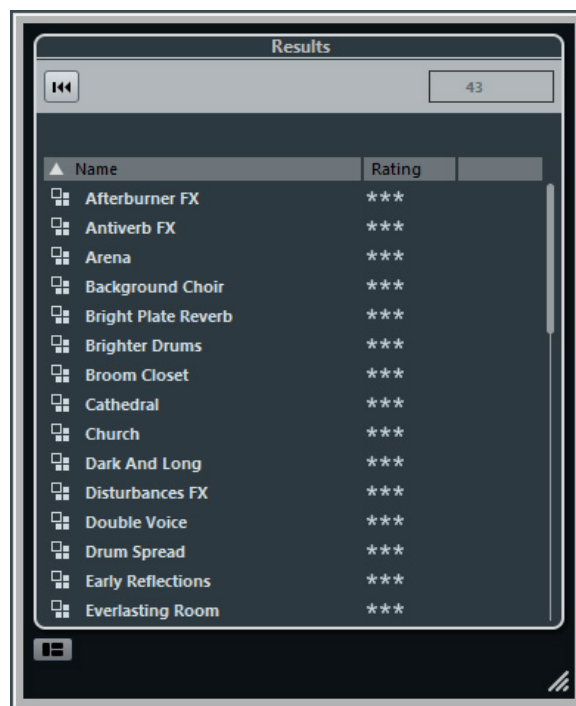 Results
43
Name Rating
Afterburner FX ***
Antiverb FX ***
Arena ***
Background Choir ***
Bright Plate Reverb ***
Brighter Drums ***
Broom Closet ***
Cathedral ***
Church ***
Dark And Long ***
Disturbances FX ***
Double Voice ***
Drum Spread ***
Early Reflections ***
Everlasting Room ***